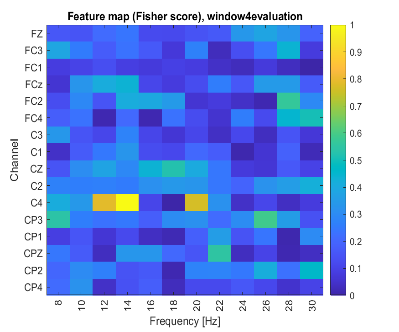 Feature map (Fisher score), window4evaluation
Channel
FZ
FC3
FC1
FCz
FC2
FC4
C3
C1
CZ
C2
C4
CP3
CP1
CPZ
CP2
CP4
8 10 12 14 16 18 20 22 24 26 28 30
Frequency [Hz]
1
0.9
0.8
0.7
0.6
0.5
0.4
0.3
0.2
0.1
0